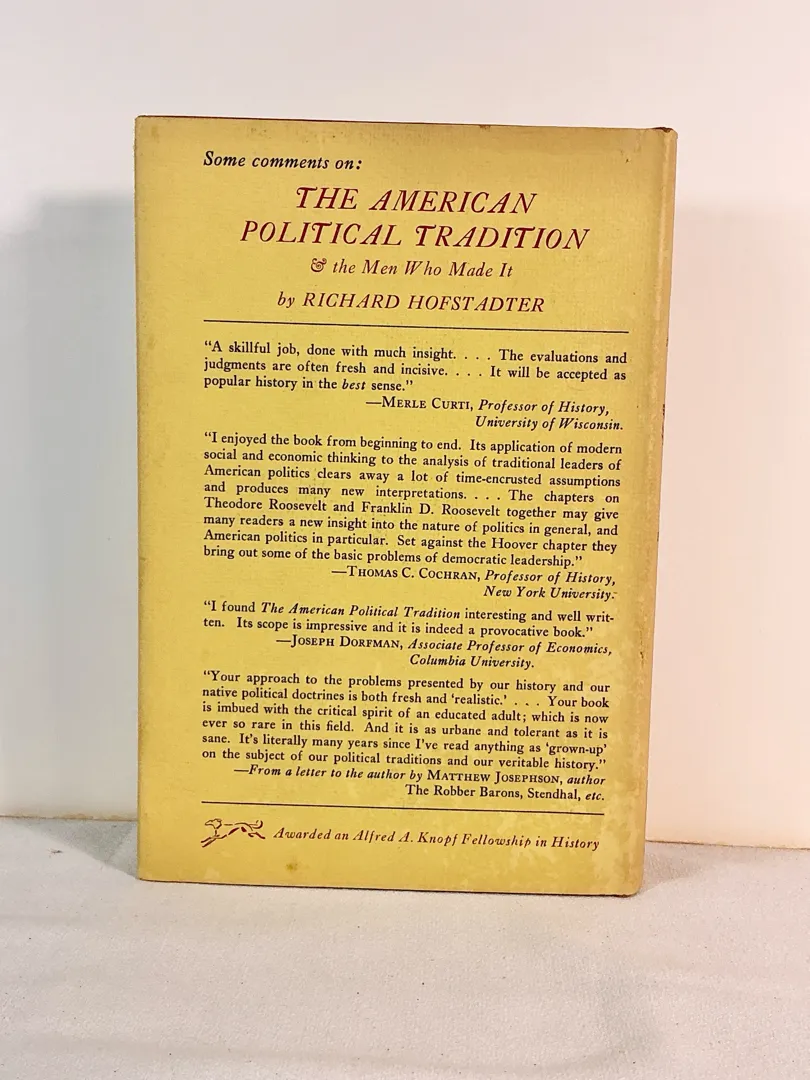 Some comments on:
THE AMERICAN
POLITICAL TRADITION
& the Men Who Made It
by RICHARD HOFSTADTER
“A skillful job, done with much insight. . . . The evaluations and
judgments are often fresh and incisive. . . . It will be accepted as
popular history in the best sense.”
—MERLE CURTI, Professor of History,
University of Wisconsin.
“I enjoyed the book from beginning to end. Its application of modern
social and economic thinking to the analysis of traditional leaders of
American politics clears away a lot of time-encrusted assumptions
and produces many new interpretations. . . . The chapters on
Theodore Roosevelt and Franklin D. Roosevelt together may give
many readers a new insight into the nature of politics in general, and
American politics in particular. Set against the Hoover chapter they
bring out some of the basic problems of democratic leadership.”
—THOMAS C. COCHRAN, Professor of History,
New York University.
“I found The American Political Tradition interesting and well writ-
ten. Its scope is impressive and it is indeed a provocative book.”
—JOSEPH DORFMAN, Associate Professor of Economics,
Columbia University.
“Your approach to the problems presented by our history and our
native political doctrines is both fresh and ‘realistic.’ . . . Your book
is imbued with the critical spirit of an educated adult; which is now
ever so rare in this field. And it is as urbane and tolerant as it is
sane. It’s literally many years since I’ve read anything as ‘grown-up’
on the subject of our political traditions and our veritable history.”
—From a letter to the author by MATTHEW JOSEPHSON, author
The Robber Barons, Stendhal, etc.
Awarded an Alfred A. Knopf Fellowship in History